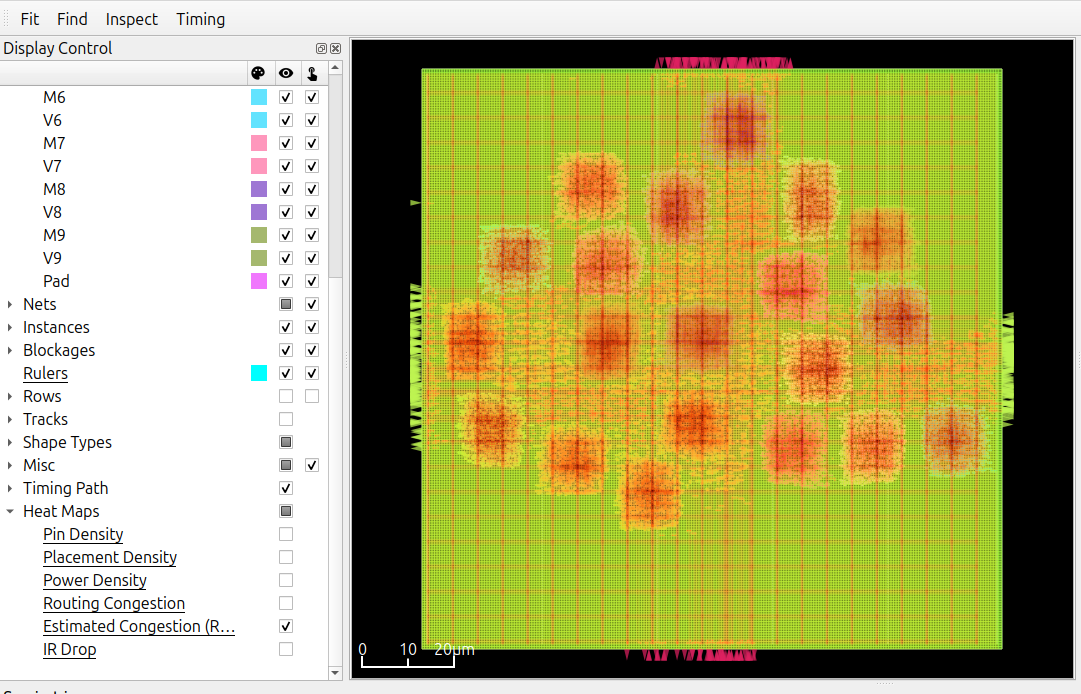 Fit Find Inspect Timing
Display Control
M6
V6
M7
V7
M8
V8
M9
V9
Pad
Nets
Instances
Blockages
Rulers
Rows
Tracks
Shape Types
Misc
Timing Path
Heat Maps
Pin Density
Placement Density
Power Density
Routing Congestion
Estimated Congestion (R…
IR Drop
0 10 20um